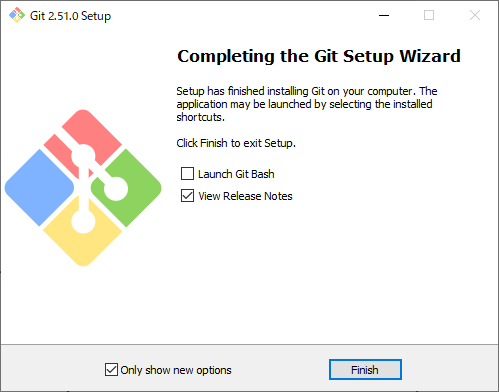 Git 2.51.0 Setup
Completing the Git Setup Wizard
Setup has finished installing Git on your computer. The
application may be launched by selecting the installed
shortcuts.
Click Finish to exit Setup.
Launch Git Bash
View Release Notes
Only show new options
Finish